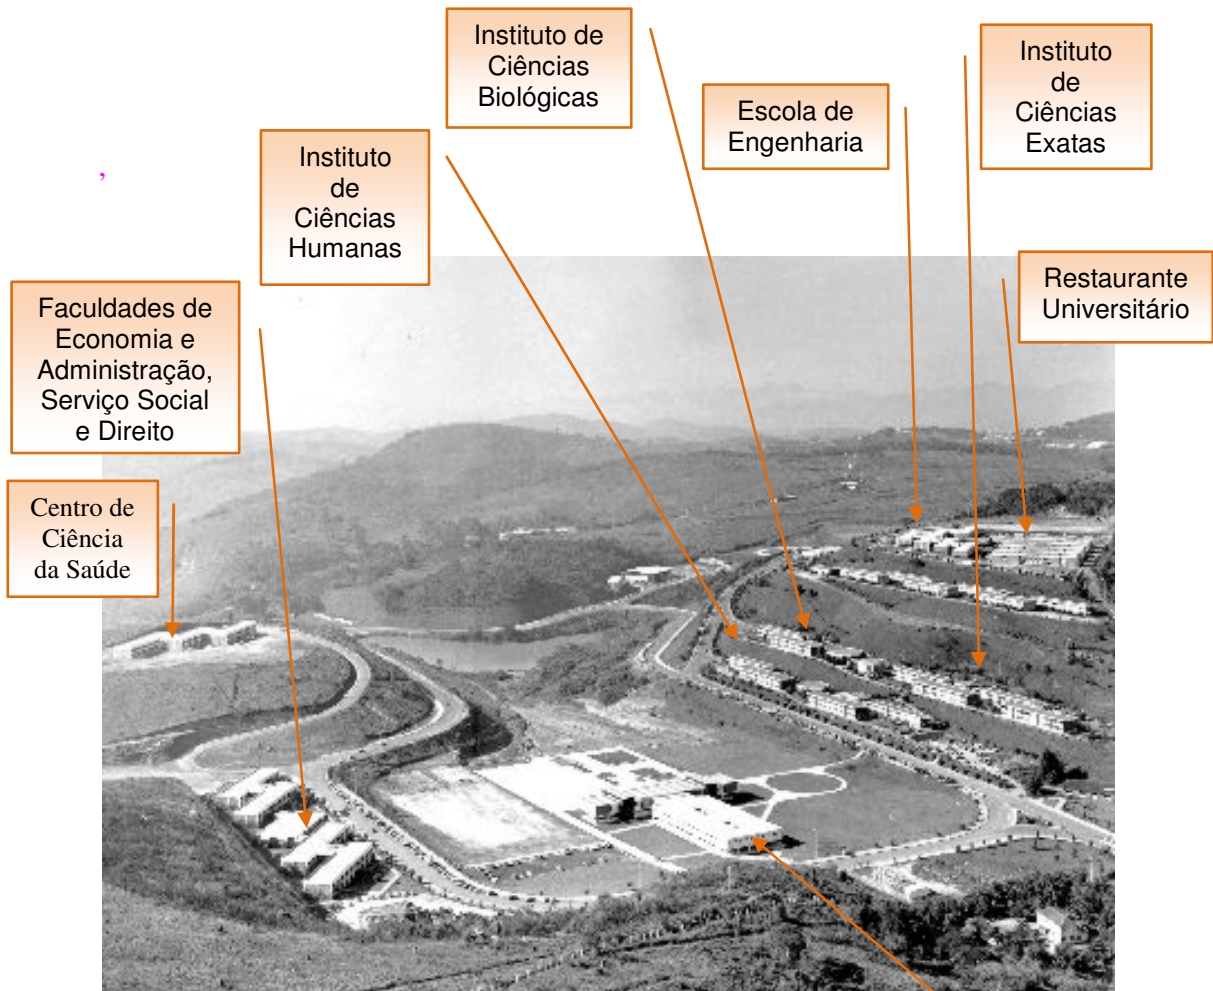 Instituto de
Ciências
Biológicas
Instituto
de
Ciências
Exatas
Escola de
Engenharia
Instituto
de
Ciências
Humanas
,
Restaurante
Universitário
Faculdades de
Economia e
Administração,
Serviço Social
e Direito
Centro de
Ciência
da Saúde